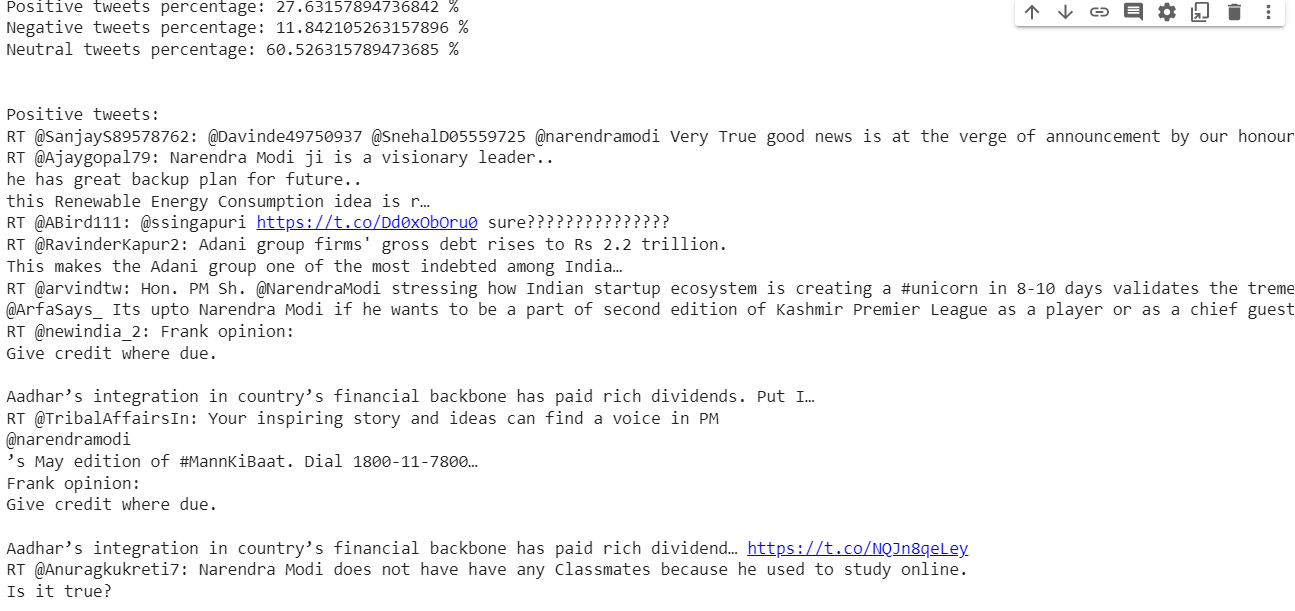 Positive tweets percentage: 27.63157894736842 %
Negative tweets percentage: 11.842105263157896 %
Neutral tweets percentage: 60.526315789473685 %
Positive tweets:
RT @SanjayS89578762: @Davinde49750937 @SnehalD05559725 @narendramodi Very True good news is at the verge of announcement by our honour
RT @Ajaygopal79: Narendra Modi ji is a visionary leader..
he has great backup plan for future..
this Renewable Energy Consumption idea is r…
RT @ABird111: @ssingapuri https://t.co/Dd0xObOru0 sure???????????????
RT @RavinderKapur2: Adani group firms' gross debt rises to Rs 2.2 trillion.
This makes the Adani group one of the most indebted among India…
RT @arvindtw: Hon. PM Sh. @NarendraModi stressing how Indian startup ecosystem is creating a #unicorn in 8-10 days validates the treme
@ArfaSays_ Its upto Narendra Modi if he wants to be a part of second edition of Kashmir Premier League as a player or as a chief guest
RT @newindia_2: Frank opinion:
Give credit where due.
Aadhar’s integration in country’s financial backbone has paid rich dividends. Put I…
RT @TribalAffairsIn: Your inspiring story and ideas can find a voice in PM
@narendramodi
’s May edition of #MannKiBaat. Dial 1800-11-7800…
Frank opinion:
Give credit where due.
Aadhar’s integration in country’s financial backbone has paid rich dividend… https://t.co/NQJn8qeLey
RT @Anuragkukreti7: Narendra Modi does not have have any Classmates because he used to study online.
Is it true?